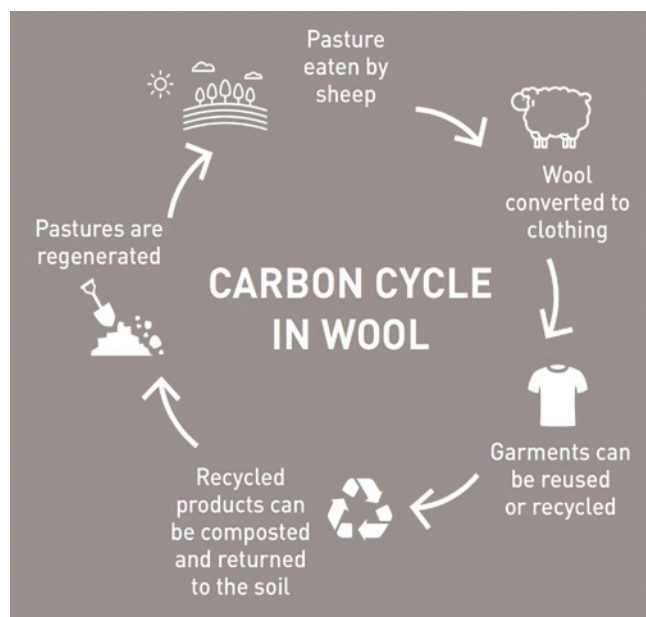 CARBON CYCLE
IN WOOL
Pasture
eaten by
sheep
Wool
converted to
clothing
Garments can
be reused
or recycled
Recycled
products can
be composted
and returned
to the soil
Pastures are
regenerated